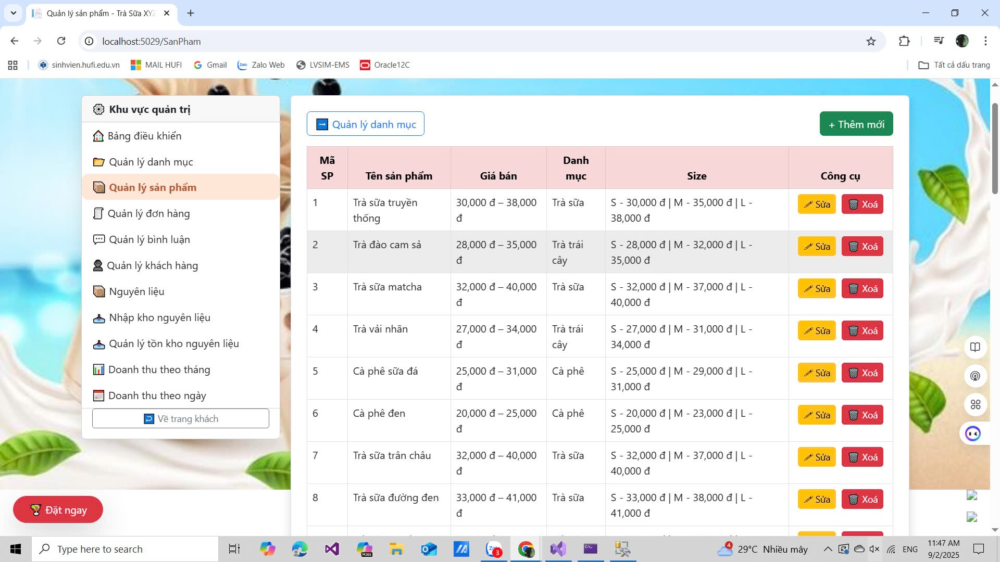 Quản lý sản phẩm - Trà Sữa XYZ
localhost:5029/SanPham
sinhvien.hufi.edu.vn
MAIL HUFI
Gmail
Zalo Web
LVSIM-EMS
Oracle12C
Tất cả dấu trang
Khu vực quản trị
Bảng điều khiển
Quản lý danh mục
Quản lý sản phẩm
Quản lý đơn hàng
Quản lý bình luận
Quản lý khách hàng
Nguyên liệu
Nhập kho nguyên liệu
Quản lý tồn kho nguyên liệu
Doanh thu theo tháng
Doanh thu theo ngày
Về trang khách
Đặt ngay
Quản lý danh mục
+ Thêm mới
Mã SP Tên sản phẩm Giá bán Danh mục Size Công cụ
1 Trà sữa truyền thống 30,000 đ – 38,000 đ Trà sữa S - 30,000 đ | M - 35,000 đ | L - 38,000 đ Sửa Xoá
2 Trà đào cam sả 28,000 đ – 35,000 đ Trà trái cây S - 28,000 đ | M - 32,000 đ | L - 35,000 đ Sửa Xoá
3 Trà sữa matcha 32,000 đ – 40,000 đ Trà sữa S - 32,000 đ | M - 37,000 đ | L - 40,000 đ Sửa Xoá
4 Trà vải nhãn 27,000 đ – 34,000 đ Trà trái cây S - 27,000 đ | M - 31,000 đ | L - 34,000 đ Sửa Xoá
5 Cà phê sữa đá 25,000 đ – 31,000 đ Cà phê S - 25,000 đ | M - 29,000 đ | L - 31,000 đ Sửa Xoá
6 Cà phê đen 20,000 đ – 25,000 đ Cà phê S - 20,000 đ | M - 23,000 đ | L - 25,000 đ Sửa Xoá
7 Trà sữa trân châu 32,000 đ – 40,000 đ Trà sữa S - 32,000 đ | M - 37,000 đ | L - 40,000 đ Sửa Xoá
8 Trà sữa đường đen 33,000 đ – 41,000 đ Trà sữa S - 33,000 đ | M - 38,000 đ | L - 41,000 đ Sửa Xoá
Type here to search
M365
3
4
29°C Nhiều mây
ENG
11:47 AM
9/2/2025